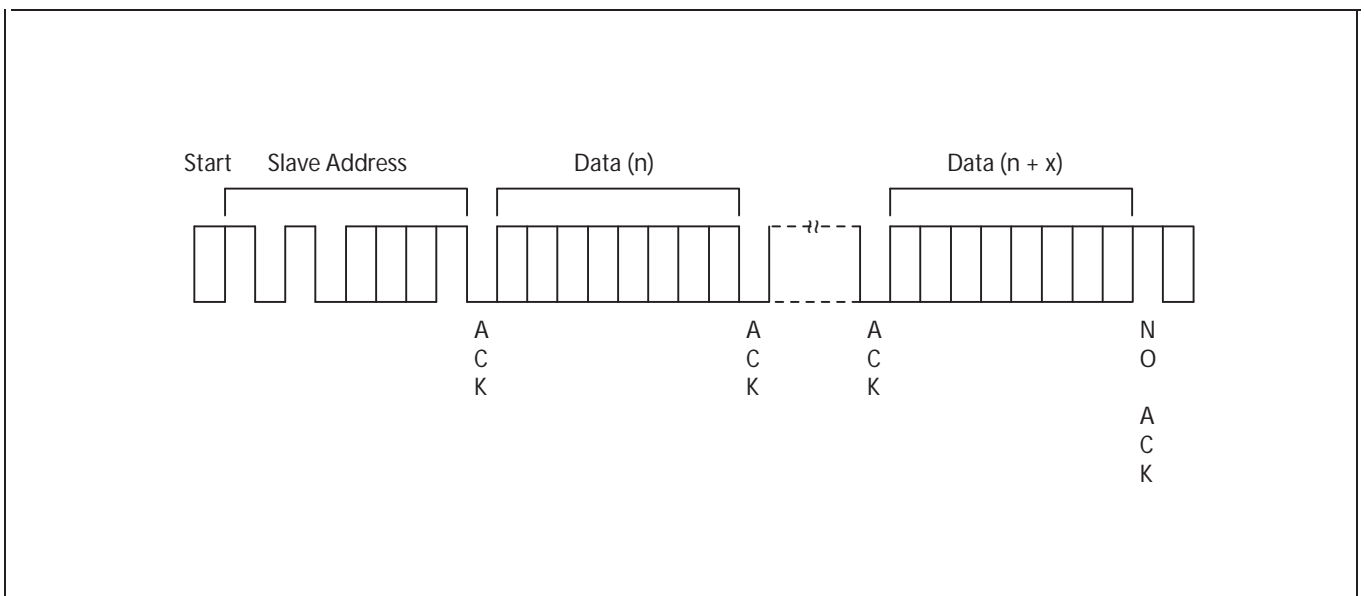 Start Slave Address Data (n) Data (n + x)
A A A N
C C C O
K K K
A
C
K